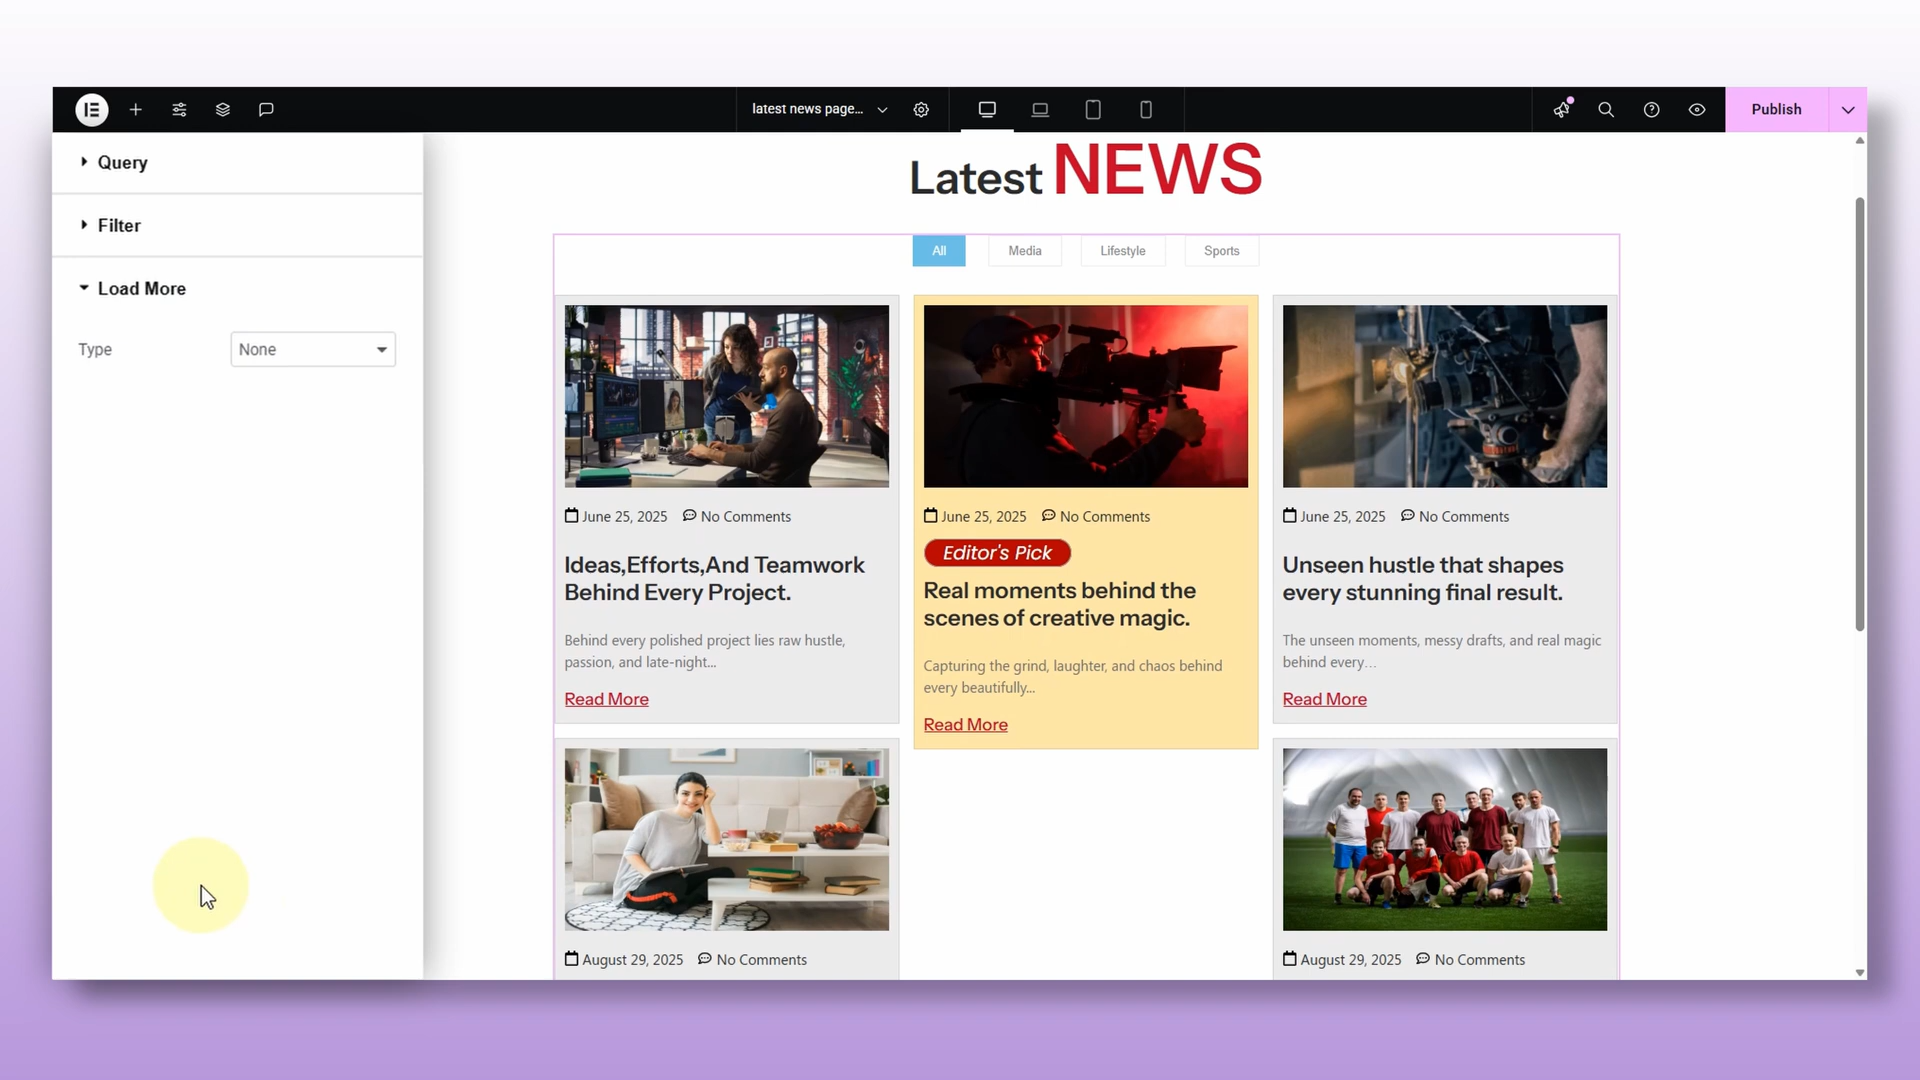 latest news page...
Publish
Query
Filter
Load More
Type
None
Latest NEWS
All
Media
Lifestyle
Sports
June 25, 2025
No Comments
Ideas,Efforts,And Teamwork
Behind Every Project.
Behind every polished project lies raw hustle,
passion, and late-night...
Read More
June 25, 2025
No Comments
Editor's Pick
Real moments behind the
scenes of creative magic.
Capturing the grind, laughter, and chaos behind
every beautifully...
Read More
June 25, 2025
No Comments
Unseen hustle that shapes
every stunning final result.
The unseen moments, messy drafts, and real magic
behind every...
Read More
August 29, 2025
No Comments
August 29, 2025
No Comments